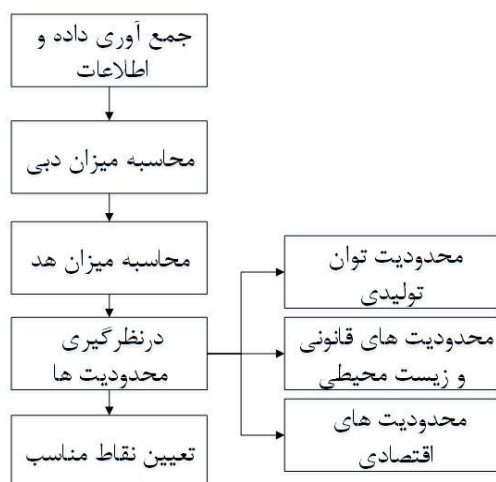 جمع آوری داده و
اطلاعات
محاسبه میزان دبی
محاسبه میزان هد
درنظرگیری
محدودیت ها
تعیین نقاط مناسب
محدودیت توان
تولیدی
محدودیت های قانونی
و زیست محیطی
محدودیت های
اقتصادی